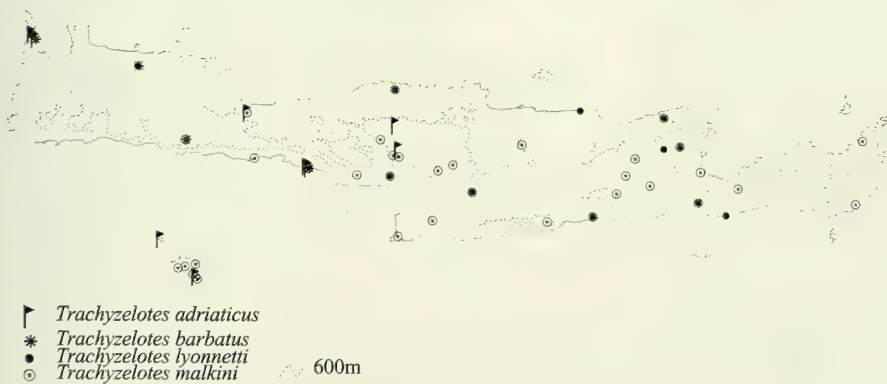 Trachyzelotes adriaticus
Trachyzelotes barbatus
Trachyzelotes lyonnetti
Trachyzelotes malkini
600m